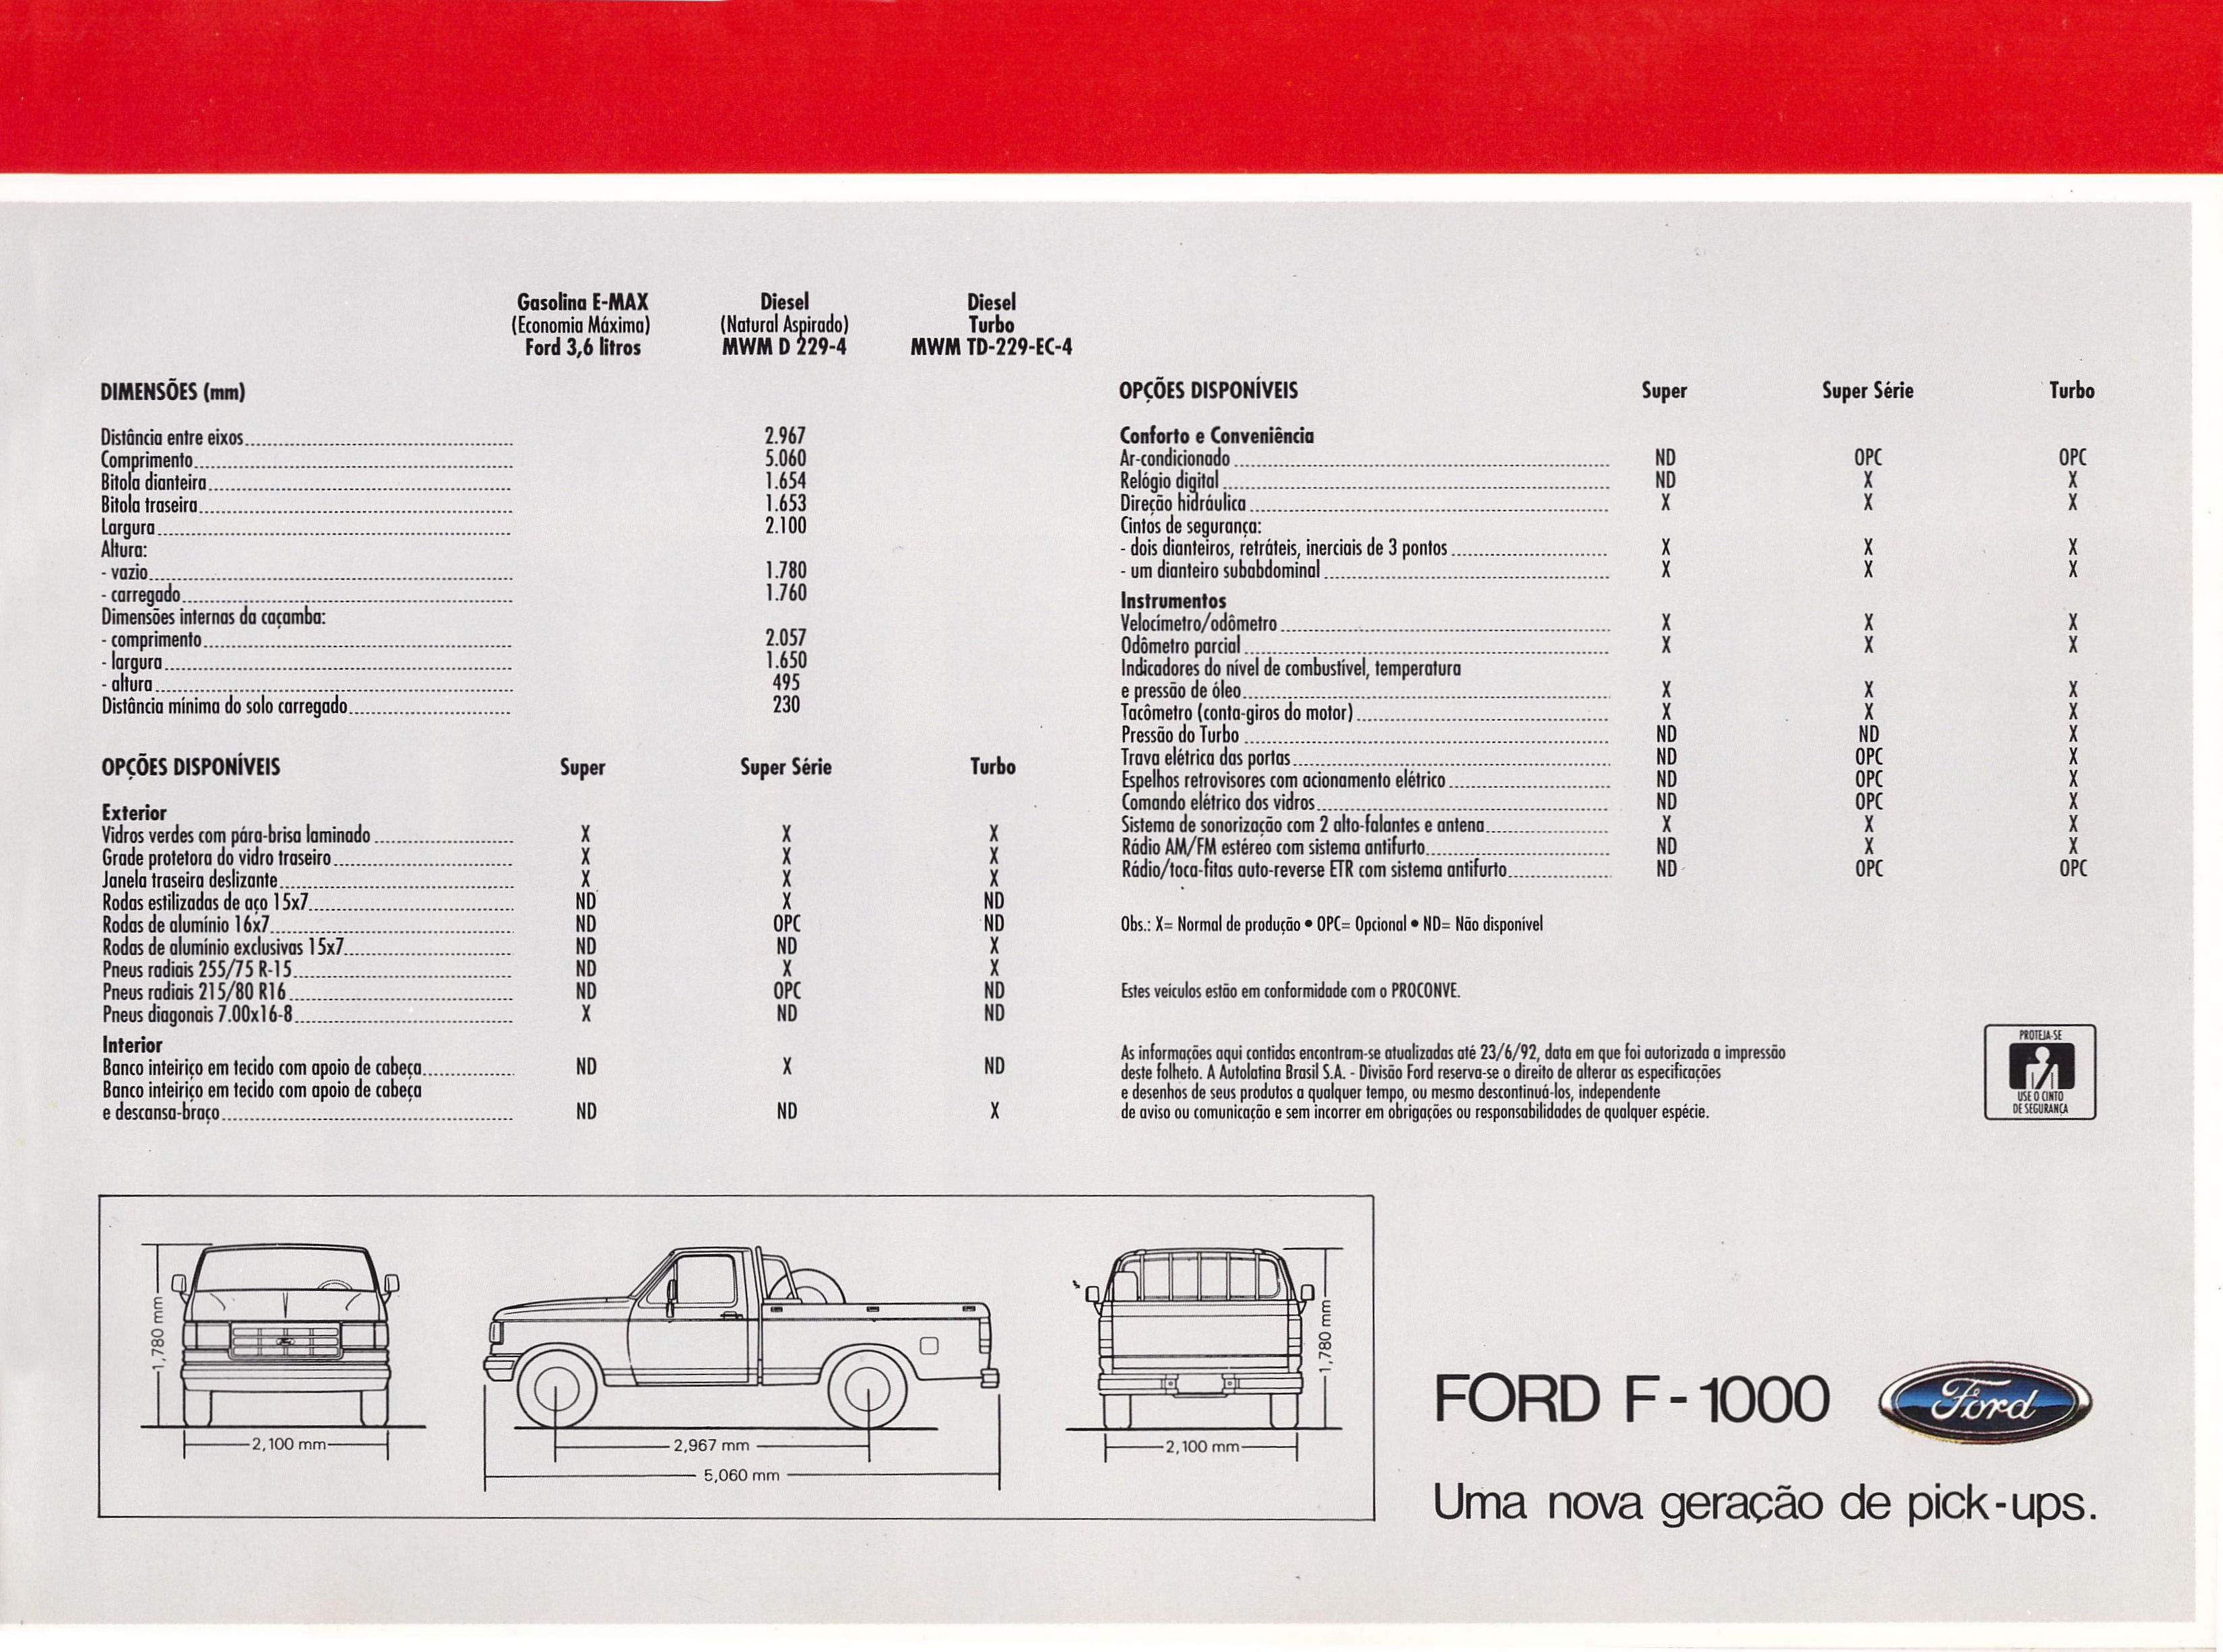 Gasolina E-MAX Diesel Diesel
(Economia Máxima) (Natural Aspirado) Turbo
Ford 3,6 litros MWM D 229-4 MWM TD-229-EC-4
DIMENSÕES (mm)
Distância entre eixos 2.967
Comprimento 5.060
Bitola dianteira 1.654
Bitola traseira 1.653
Largura 2.100
Altura:
- vazio 1.780
- carregado 1.760
Dimensões internas da caçamba:
- comprimento 2.057
- largura 1.650
- altura 495
Distância mínima do solo carregado 230
OPÇÕES DISPONÍVEIS Super Super Série Turbo
Exterior
Vidros verdes com pára-brisa laminado X X X
Grade protetora do vidro traseiro X X X
Janela traseira deslizante X X X
Rodas estilizadas de aço 15x7 ND X ND
Rodas de alumínio 16x7 ND OPC ND
Rodas de alumínio exclusivas 15x7 ND ND X
Pneus radiais 255/75 R-15 ND X X
Pneus radiais 215/80 R16 ND OPC ND
Pneus diagonais 7.00x16-8 X ND ND
Interior
Banco inteiriço em tecido com apoio de cabeça ND X ND
Banco inteiriço em tecido com apoio de cabeça
e descansa-braço ND ND X
OPÇÕES DISPONÍVEIS Super Super Série Turbo
Conforto e Conveniência
Ar-condicionado ND OPC OPC
Relógio digital ND X X
Direção hidráulica X X X
Cintos de segurança:
- dois dianteiros, retráteis, inerciais de 3 pontos X X X
- um dianteiro subabdominal X X X
Instrumentos
Velocímetro/odômetro X X X
Odômetro parcial X X X
Indicadores do nível de combustível, temperatura
e pressão de óleo X X X
Tacômetro (conta-giros do motor) X X X
Pressão do Turbo ND ND X
Trava elétrica das portas ND OPC X
Espelhos retrovisores com acionamento elétrico ND OPC X
Comando elétrico dos vidros ND OPC X
Sistema de sonorização com 2 alto-falantes e antena X X X
Rádio AM/FM estéreo com sistema antifurto ND X X
Rádio/toca-fitas auto-reverse ETR com sistema antifurto ND OPC OPC
Obs.: X= Normal de produção • OPC= Opcional • ND= Não disponível
Estes veículos estão em conformidade com o PROCONVE.
As informações aqui contidas encontram-se atualizadas até 23/6/92, data em que foi autorizada a impressão
deste folheto. A Autolatina Brasil S.A. - Divisão Ford reserva-se o direito de alterar as especificações
e desenhos de seus produtos a qualquer tempo, ou mesmo descontinuá-los, independente
de aviso ou comunicação e sem incorrer em obrigações ou responsabilidades de qualquer espécie.
PROTEJA-SE
USE O CINTO
DE SEGURANÇA
1,780 mm
2,100 mm
2,967 mm
5,060 mm
1,780 mm
2,100 mm
FORD F-1000
Ford
Uma nova geração de pick-ups.